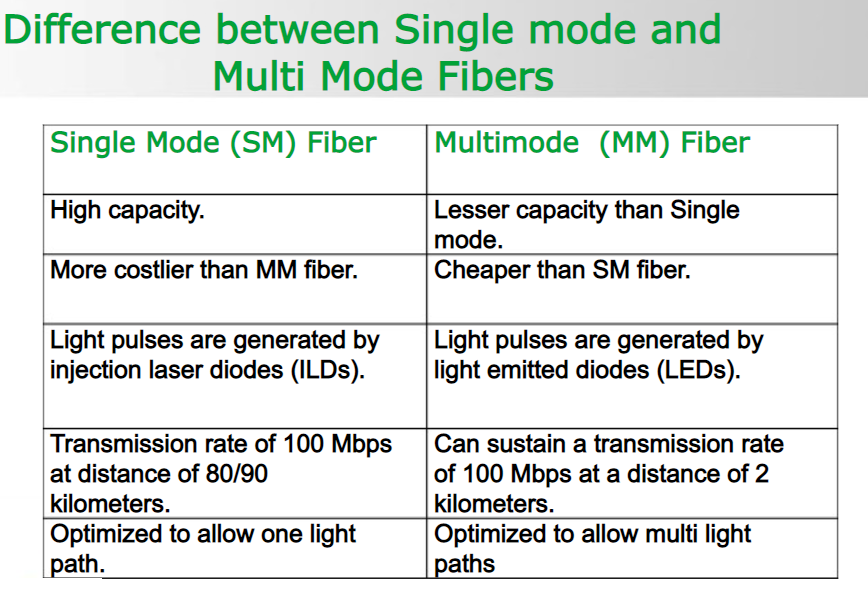 Difference between Single mode and
Multi Mode Fibers
Single Mode (SM) Fiber
Multimode (MM) Fiber
High capacity.
Lesser capacity than Single
mode.
More costlier than MM fiber.
Cheaper than SM fiber.
Light pulses are generated by
injection laser diodes (ILDs).
Light pulses are generated by
light emitted diodes (LEDs).
Transmission rate of 100 Mbps
at distance of 80/90
kilometers.
Can sustain a transmission rate
of 100 Mbps at a distance of 2
kilometers.
Optimized to allow one light
path.
Optimized to allow multi light
paths